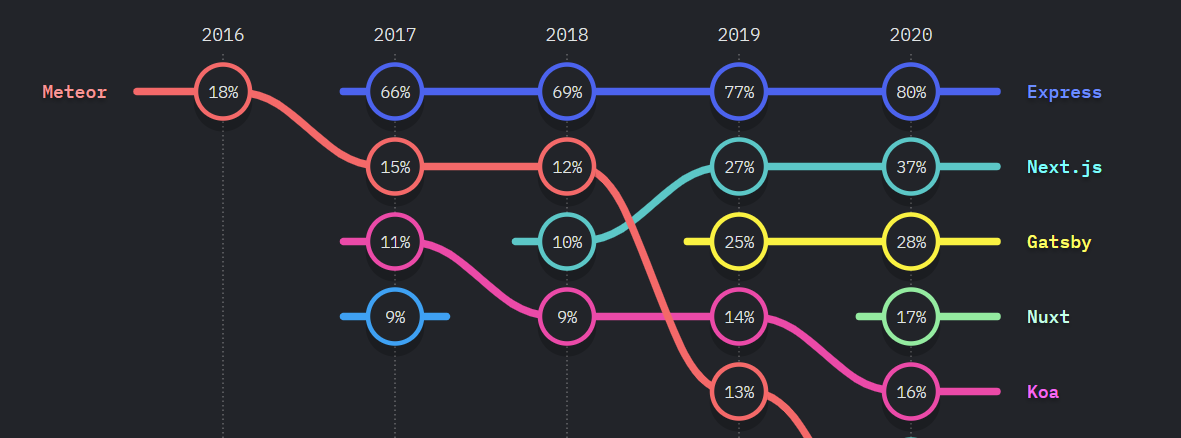 2016 2017 2018 2019 2020
Meteor 18% 66% 69% 77% 80% Express
15% 12% 27% 37% Next.js
11% 10% 25% 28% Gatsby
9% 9% 14% 17% Nuxt
13% 16% Koa